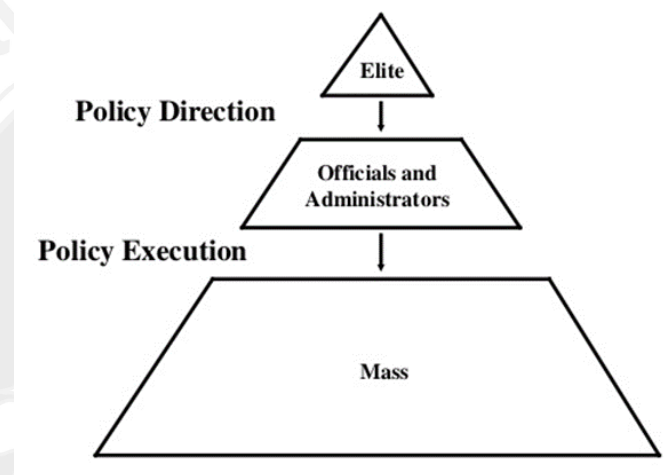 Elite
Policy Direction
Officials and
Administrators
Policy Execution
Mass